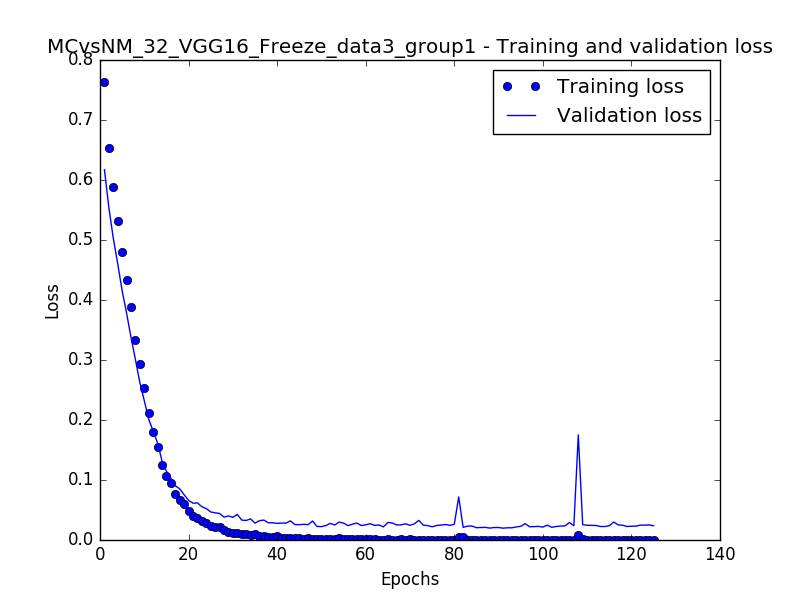 MCvsNM_32_VGG16_Freeze_data3_group1 - Training and validation loss
Training loss
Validation loss
0.8
0.7
0.6
0.5
0.4
0.3
0.2
0.1
0.0
Loss
0 20 40 60 80 100 120 140
Epochs